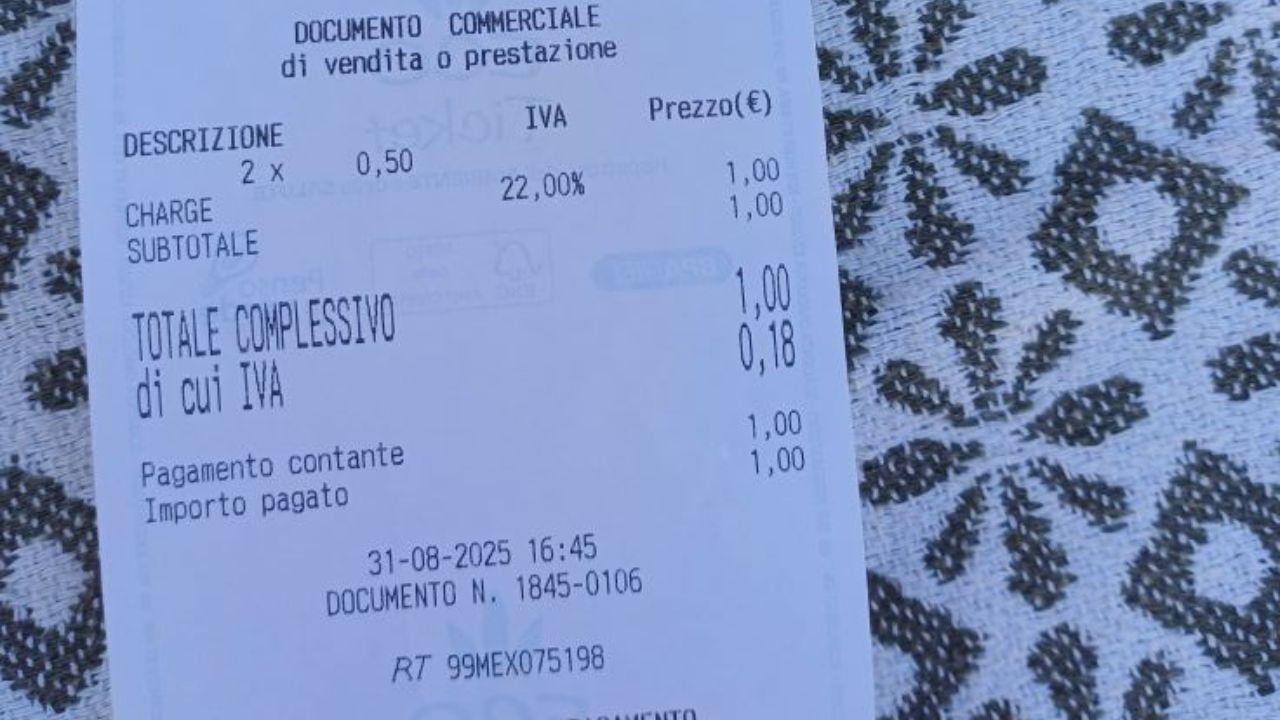 DOCUMENTO COMMERCIALE
di vendita o prestazione
DESCRIZIONE IVA Prezzo(€)
2 x 0,50
CHARGE 22,00% 1,00
SUBTOTALE 1,00
TOTALE COMPLESSIVO 1,00
di cui IVA 0,18
Pagamento contante 1,00
Importo pagato 1,00
31-08-2025 16:45
DOCUMENTO N. 1845-0106
RT 99MEX075198